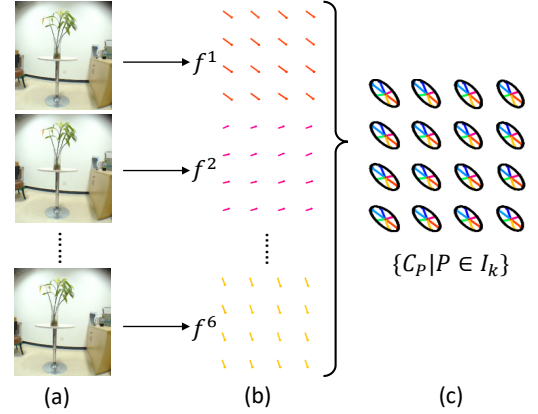 f¹
f²
f⁶
{C_P|P ∈ I_k}
(a)
(b)
(c)